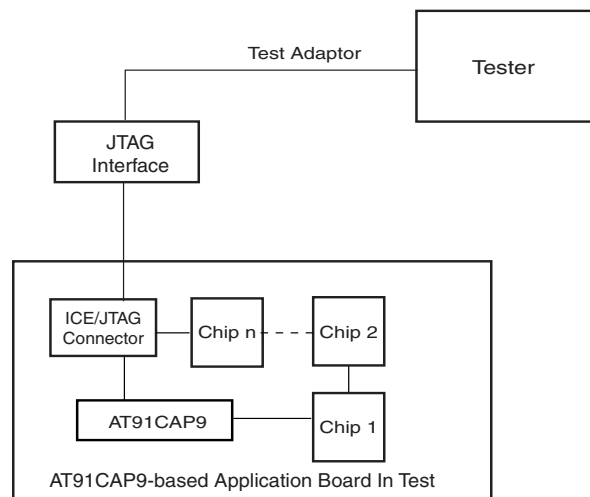 Test Adaptor
Tester
JTAG
Interface
ICE/JTAG
Connector
Chip n
Chip 2
AT91CAP9
Chip 1
AT91CAP9-based Application Board In Test